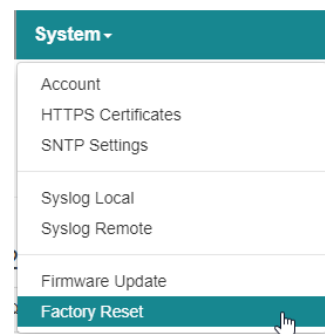 System
Account
HTTPS Certificates
SNTP Settings
Syslog Local
Syslog Remote
Firmware Update
Factory Reset